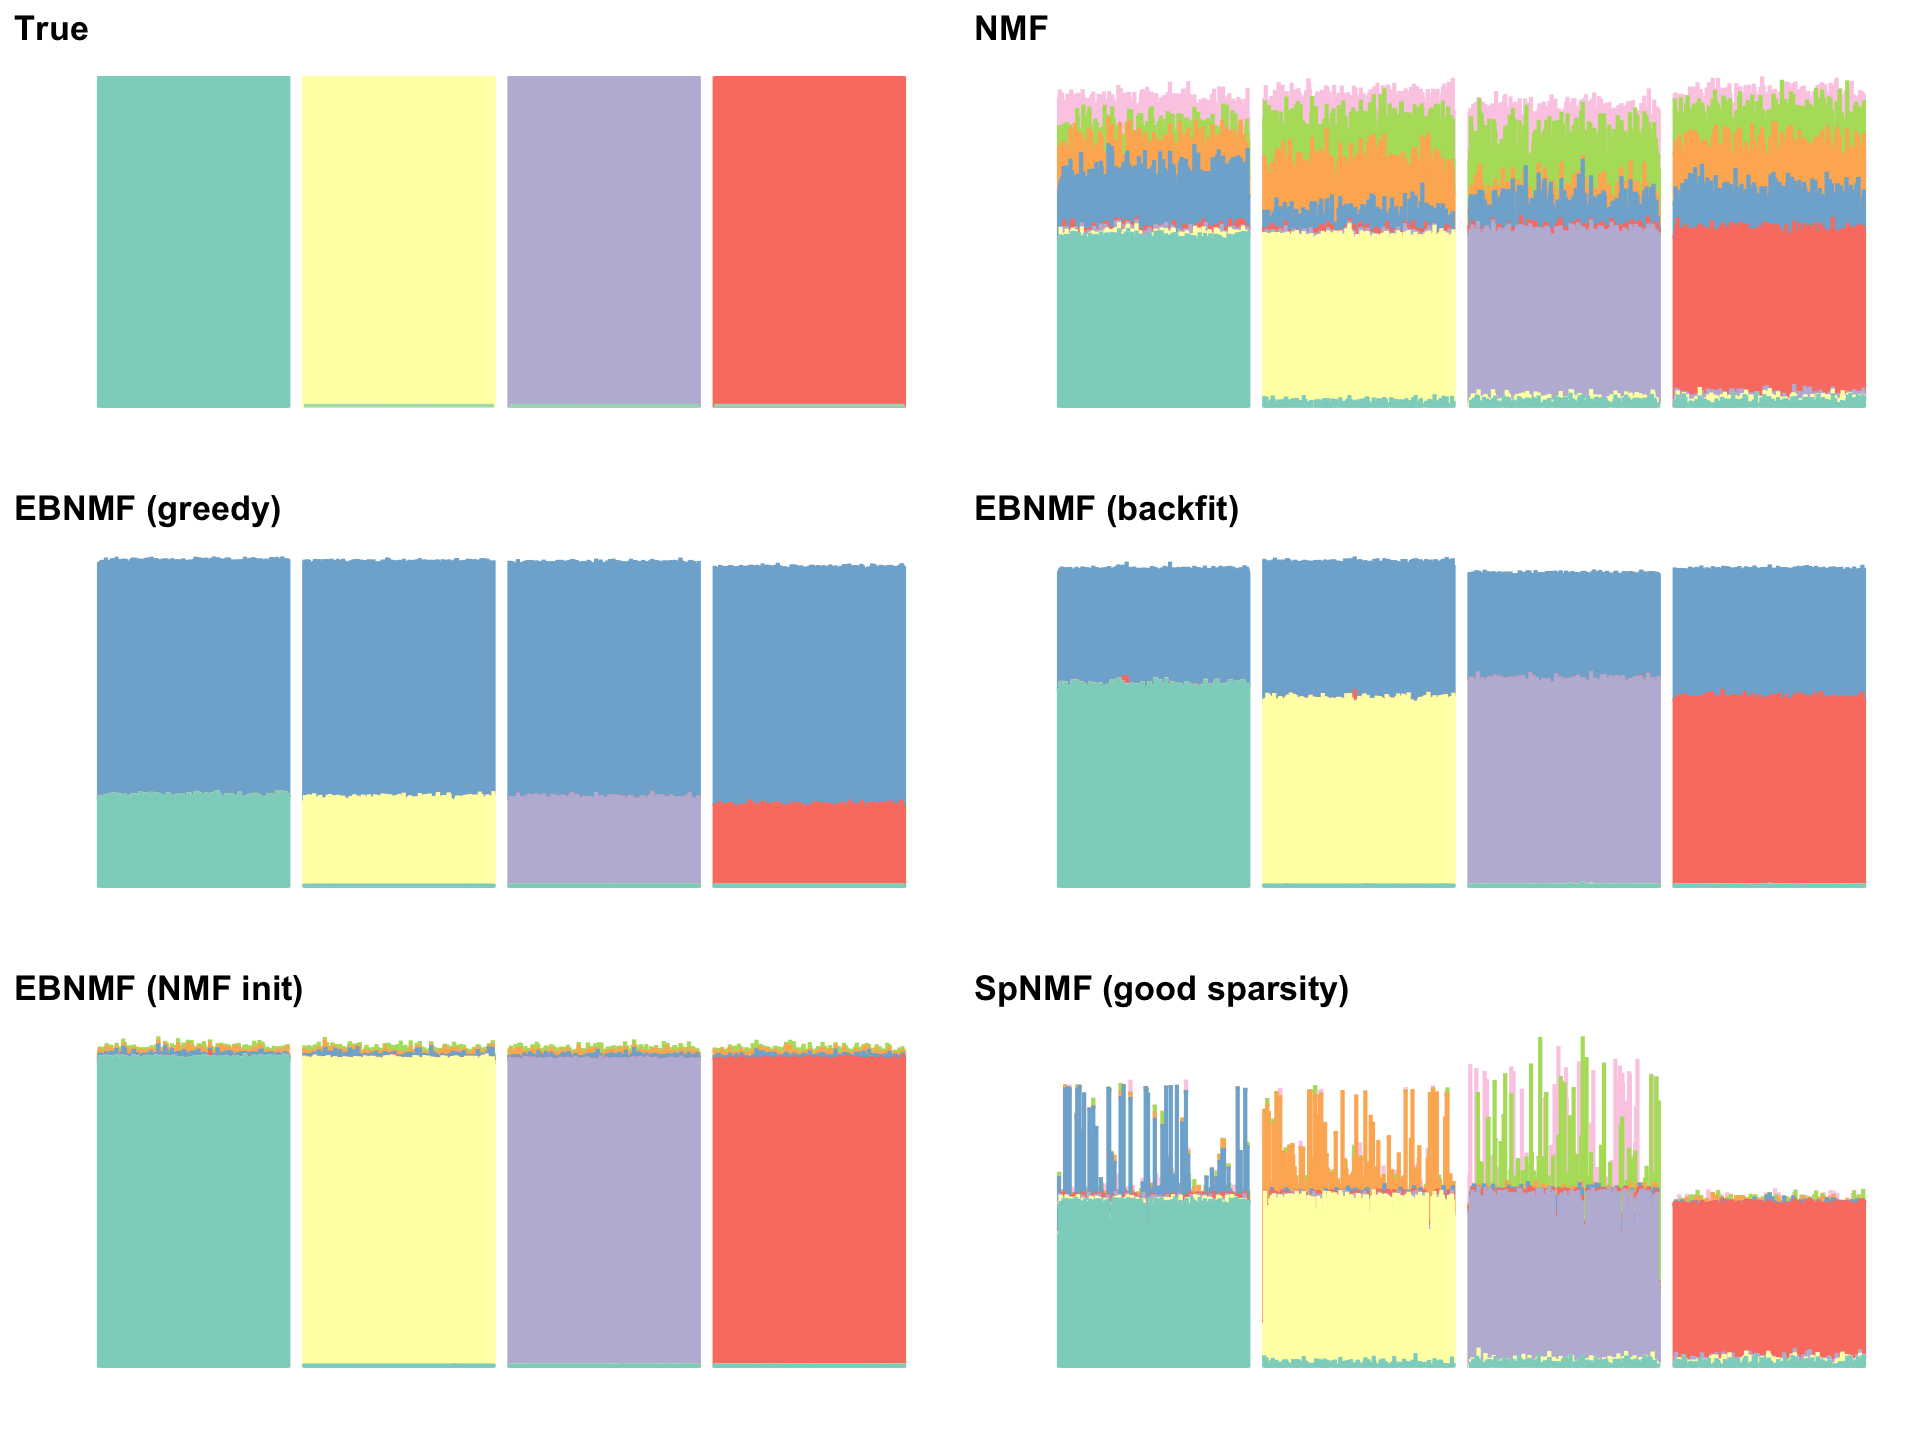 True
NMF
EBNMF (greedy)
EBNMF (backfit)
EBNMF (NMF init)
SpNMF (good sparsity)